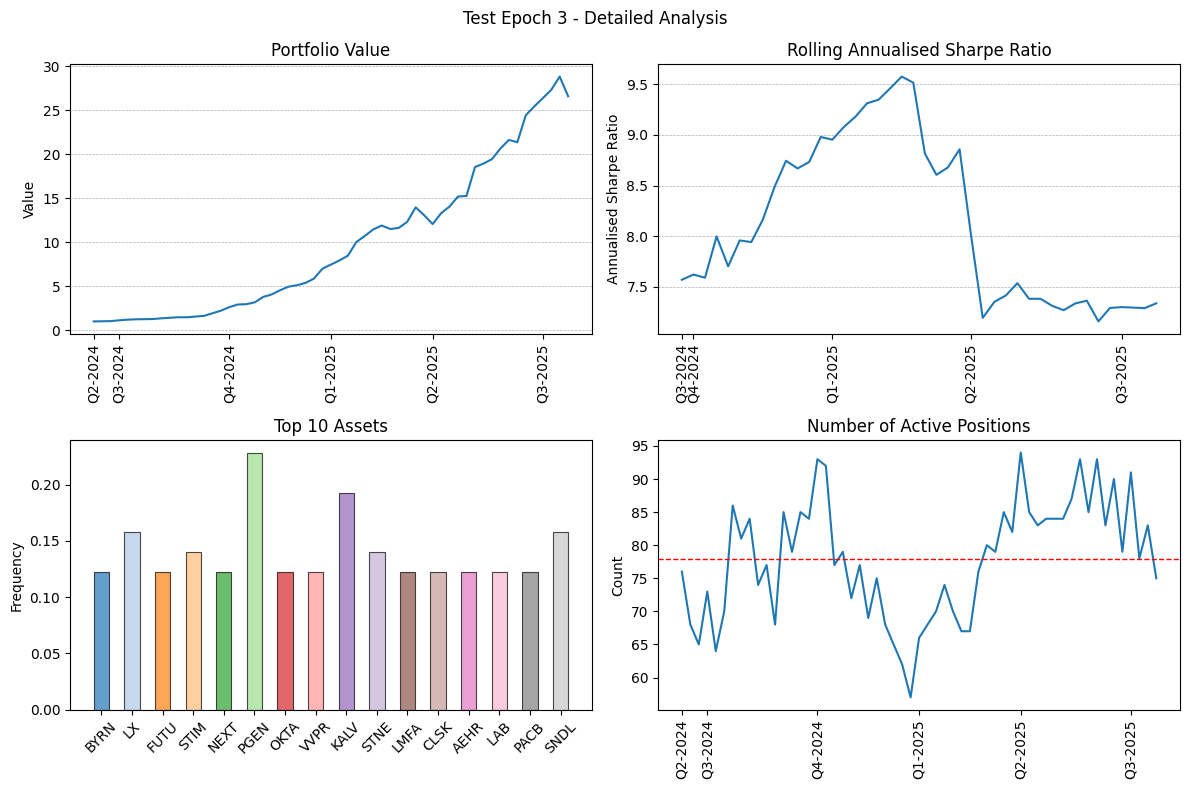 Test Epoch 3 - Detailed Analysis
Portfolio Value
Value
30
25
20
15
10
5
0
Q2-2024
Q3-2024
Q4-2024
Q1-2025
Q2-2025
Q3-2025
Rolling Annualised Sharpe Ratio
Annualised Sharpe Ratio
9.5
9.0
8.5
8.0
7.5
Q3-2024
Q4-2024
Q1-2025
Q2-2025
Q3-2025
Top 10 Assets
Frequency
0.20
0.15
0.10
0.05
0.00
BYRN
LX
FUTU
STIM
NEXT
PGEN
OKTA
VVPR
KALV
STNE
LMFA
CLSK
AEHR
LAB
PACB
SNDL
Number of Active Positions
Count
95
90
85
80
75
70
65
60
Q2-2024
Q3-2024
Q4-2024
Q1-2025
Q2-2025
Q3-2025